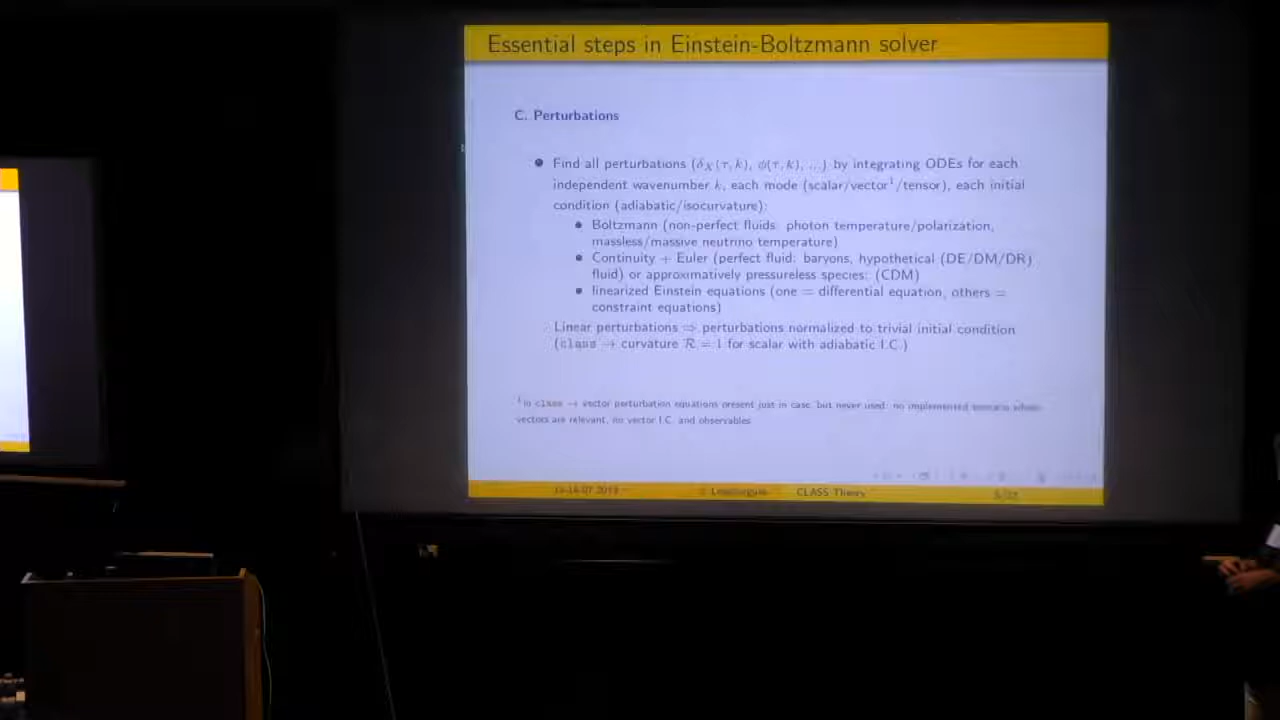 Essential steps in Einstein-Boltzmann solver
C. Perturbations
● Find all perturbations (δ_X(τ, k), φ(τ, k), ...) by integrating ODEs for each
independent wavenumber k, each mode (scalar/vector¹/tensor), each initial
condition (adiabatic/isocurvature):
● Boltzmann (non-perfect fluids: photon temperature/polarization,
massless/massive neutrino temperature)
● Continuity + Euler (perfect fluid: baryons, hypothetical (DE/DM/DR)
fluid) or approximatively pressureless species: (CDM)
● linearized Einstein equations (one = differential equation, others =
constraint equations)
Linear perturbations ⇒ perturbations normalized to trivial initial condition
(class → curvature R = 1 for scalar with adiabatic I.C.)
¹In class → vector perturbation equations present just in case, but never used: no implemented scenario where
vectors are relevant, no vector I.C. and observables
2019 CLASS Theory